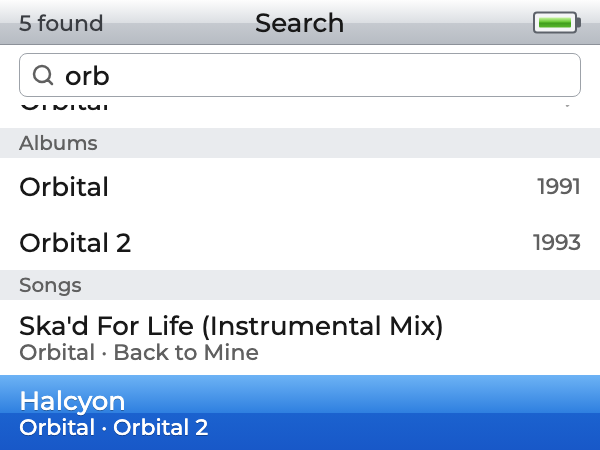 5 found
Search
orb
Orbital
Albums
Orbital 1991
Orbital 2 1993
Songs
Ska'd For Life (Instrumental Mix)
Orbital · Back to Mine
Halcyon
Orbital · Orbital 2